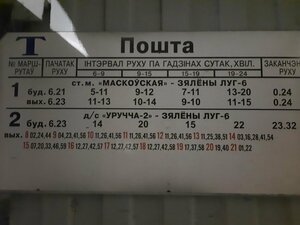 Т Пошта
№ МАРШ-РУТАЎ ПАЧАТАК РУХУ ІНТЭРВАЛ РУХУ ПА ГАДЗІНАХ СУТАК, ХВІЛ. ЗАКАНЧЭН РУХУ
6-9 9-15 15-19 19-24
ст.м. «МАСКОЎСКАЯ» - ЗЯЛЁНЫ ЛУГ-6
1 буд. 6.21 5-11 9-12 7-11 13-20 0.24
вых. 6.23 11-13 10-14 9-10 11-15 0.24
д/с «УРУЧЧА-2» - ЗЯЛЁНЫ ЛУГ-6
2 буд. 6.23 14 20 15 22 23.32
вых.